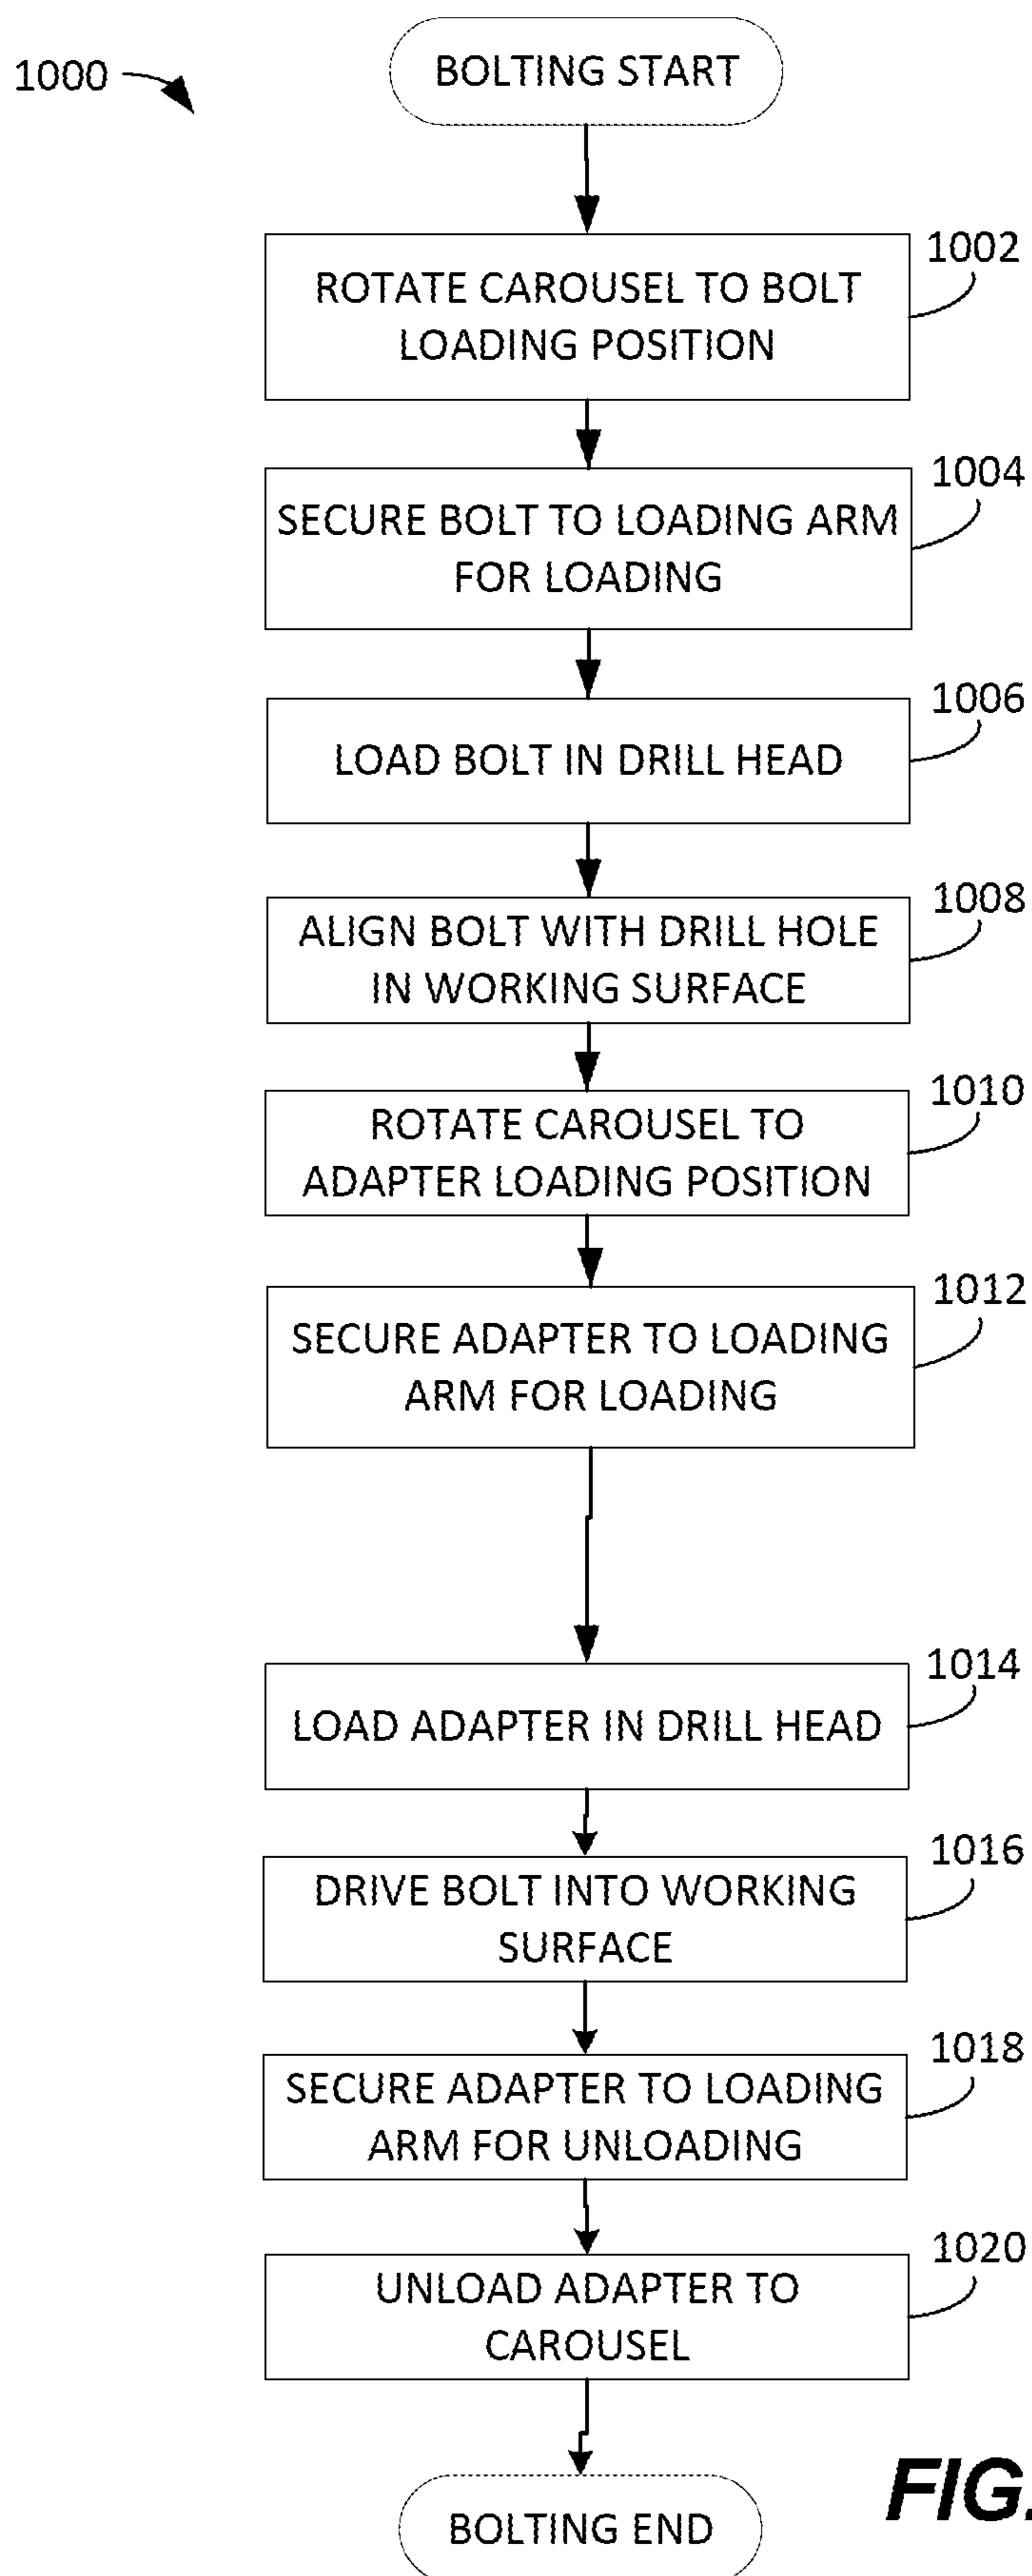 1000
BOLTING START
1002
ROTATE CAROUSEL TO BOLT
LOADING POSITION
1004
SECURE BOLT TO LOADING ARM
FOR LOADING
1006
LOAD BOLT IN DRILL HEAD
1008
ALIGN BOLT WITH DRILL HOLE
IN WORKING SURFACE
1010
ROTATE CAROUSEL TO
ADAPTER LOADING POSITION
1012
SECURE ADAPTER TO LOADING
ARM FOR LOADING
1014
LOAD ADAPTER IN DRILL HEAD
1016
DRIVE BOLT INTO WORKING
SURFACE
1018
SECURE ADAPTER TO LOADING
ARM FOR UNLOADING
1020
UNLOAD ADAPTER TO
CAROUSEL
FIG.
BOLTING END